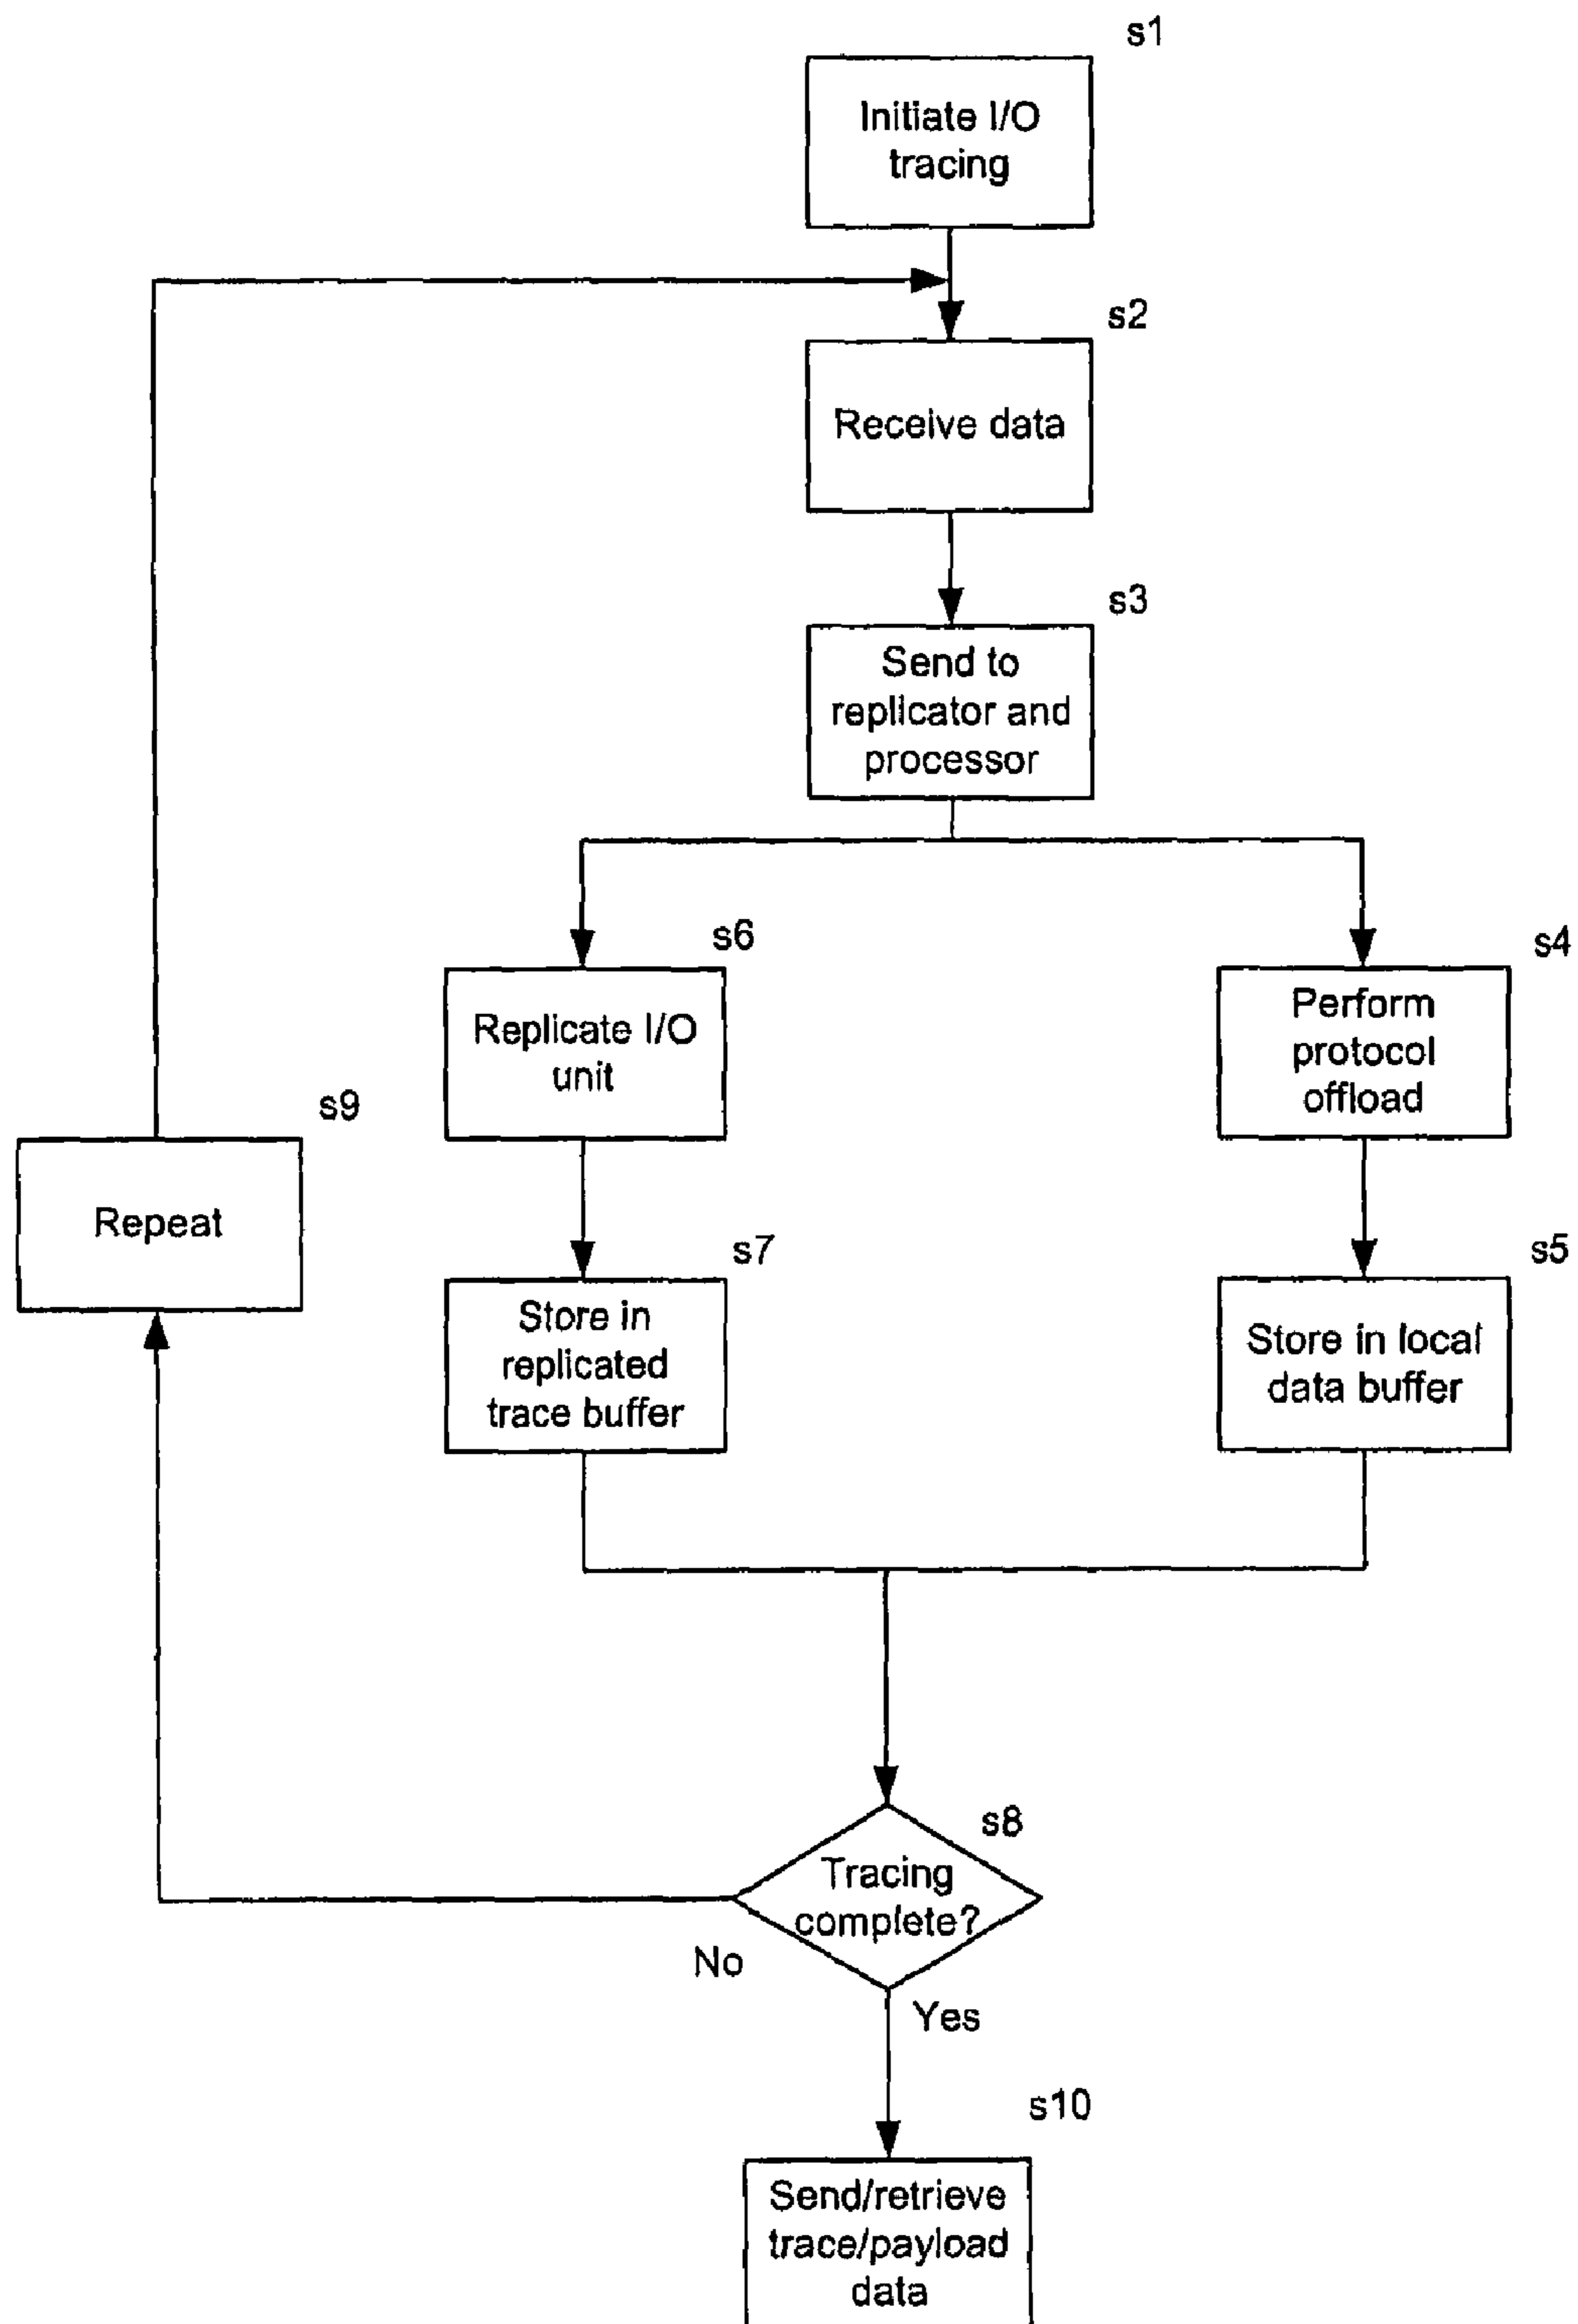 s1
Initiate I/O
tracing
s2
Receive data
s3
Send to
replicator and
processor
s6
Replicate I/O
unit
s4
Perform
protocol
offload
s9
Repeat
s7
Store in
replicated
trace buffer
s5
Store in local
data buffer
s8
Tracing
complete?
No
Yes
s10
Send/retrieve
trace/payload
data